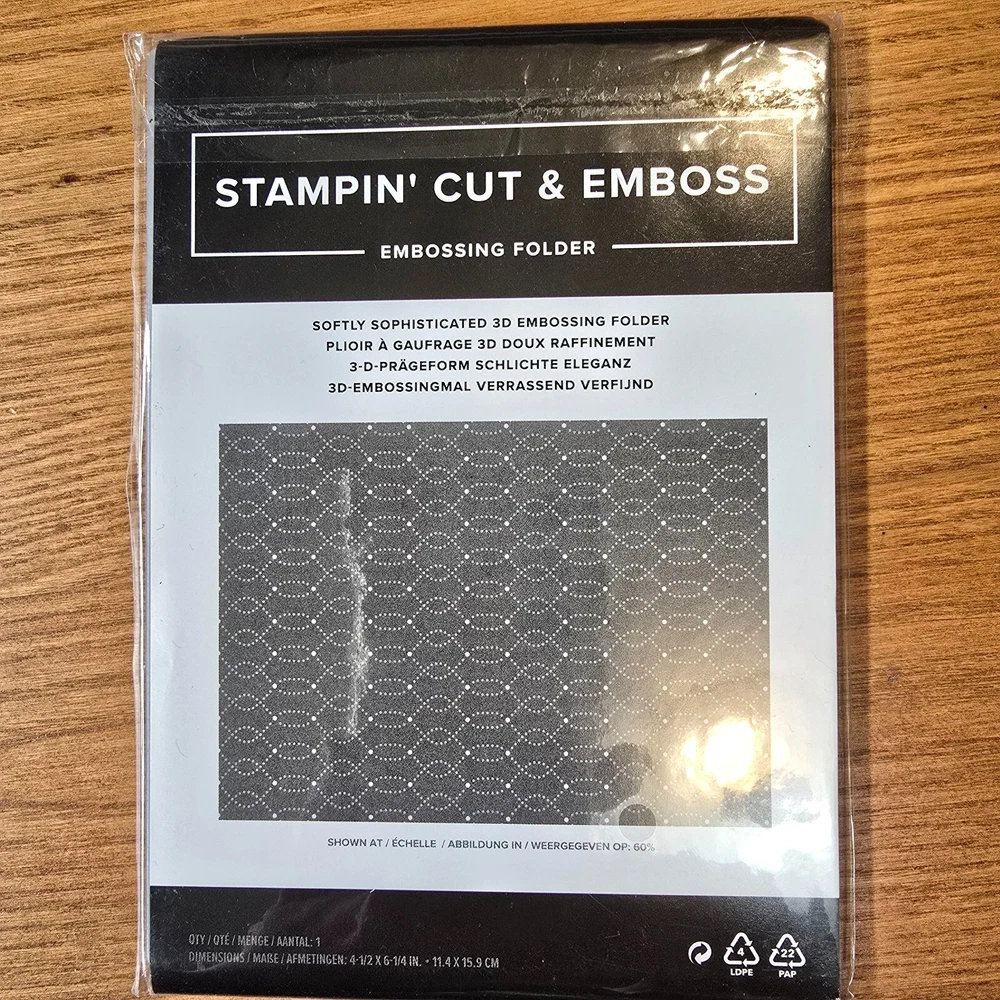 STAMPIN' CUT & EMBOSS
EMBOSSING FOLDER
SOFTLY SOPHISTICATED 3D EMBOSSING FOLDER
PLIOIR À GAUFRAGE 3D DOUX RAFFINEMENT
3-D-PRÄGEFORM SCHLICHTE ELEGANZ
3D-EMBOSSINGMAL VERRASSEND VERFIJND
SHOWN AT / ÉCHELLE / ABBILDUNG IN / WEERGEGEVEN OP: 60%
QTY / QTÉ / MENGE / AANTAL: 1
DIMENSIONS / MAßE / AFMETINGEN: 4-1/2 X 6-1/4 IN. • 11.4 X 15.9 CM
4
LDPE
22
PAP